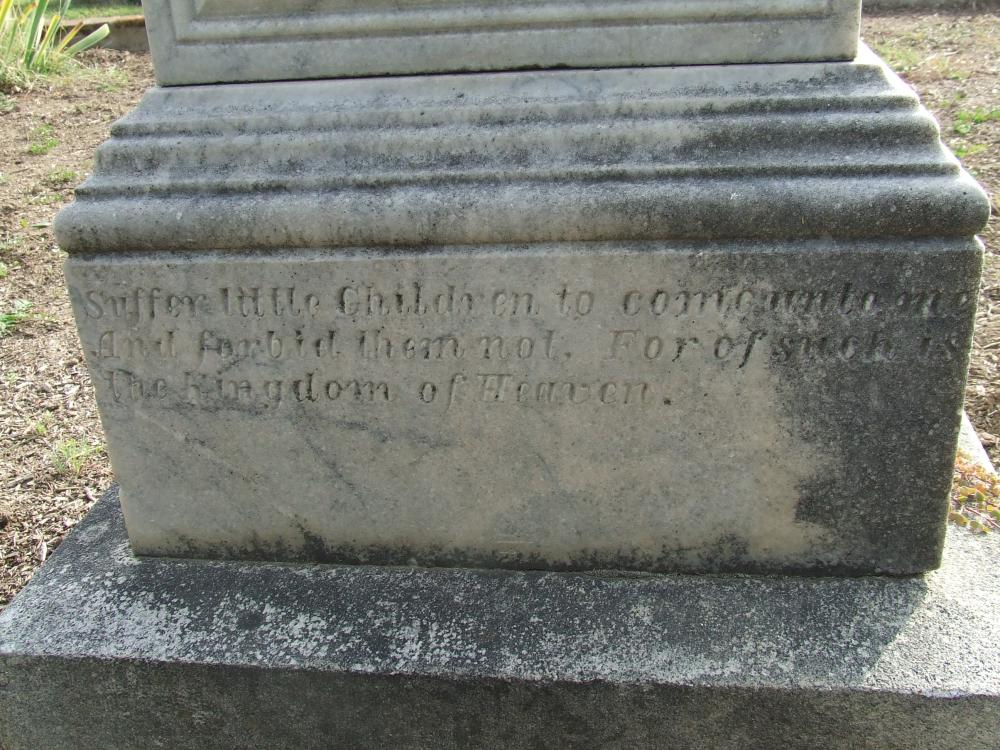 Suffer little Children to come unto me
And forbid them not, For of such is
the Kingdom of Heaven.